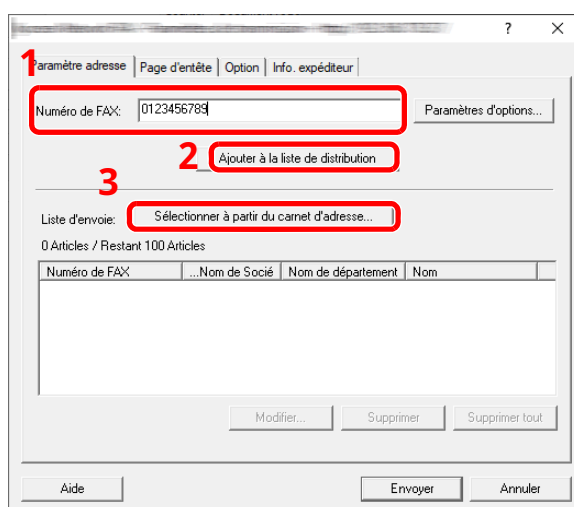 ?
1
Paramètre adresse Page d'entête Option Info. expéditeur
Numéro de FAX: 0123456789 Paramètres d'options...
2 Ajouter à la liste de distribution
3
Liste d'envoie: Sélectionner à partir du carnet d'adresse...
0 Articles / Restant 100 Articles
Numéro de FAX ...Nom de Socié Nom de département Nom
Modifier... Supprimer Supprimer tout
Aide Envoyer Annuler